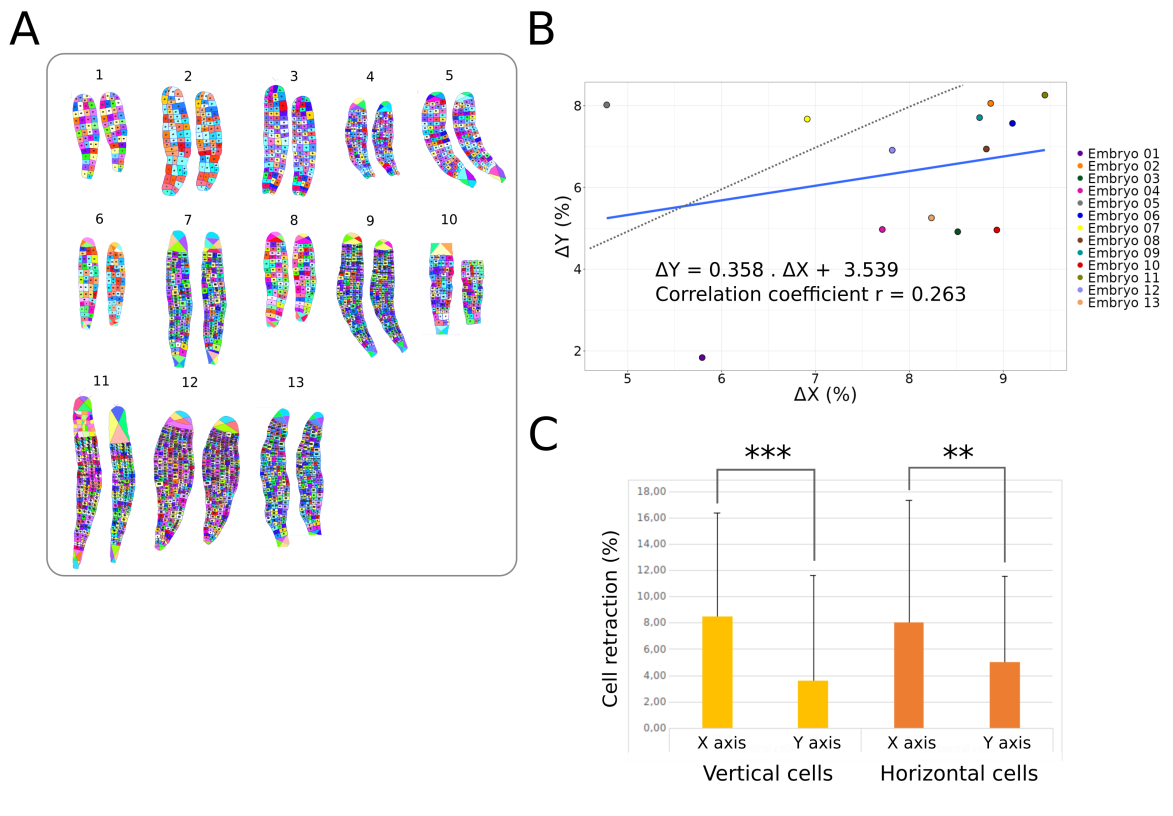 A
1 2 3 4 5
6 7 8 9 10
11 12 13
B
ΔY (%)
8
6
4
2
ΔY = 0.358 . ΔX + 3.539
Correlation coefficient r = 0.263
5 6 7 8 9
ΔX (%)
Embryo 01
Embryo 02
Embryo 03
Embryo 04
Embryo 05
Embryo 06
Embryo 07
Embryo 08
Embryo 09
Embryo 10
Embryo 11
Embryo 12
Embryo 13
C
*** **
Cell retraction (%)
18,00
16,00
14,00
12,00
10,00
8,00
6,00
4,00
2,00
0,00
X axis Y axis X axis Y axis
Vertical cells Horizontal cells